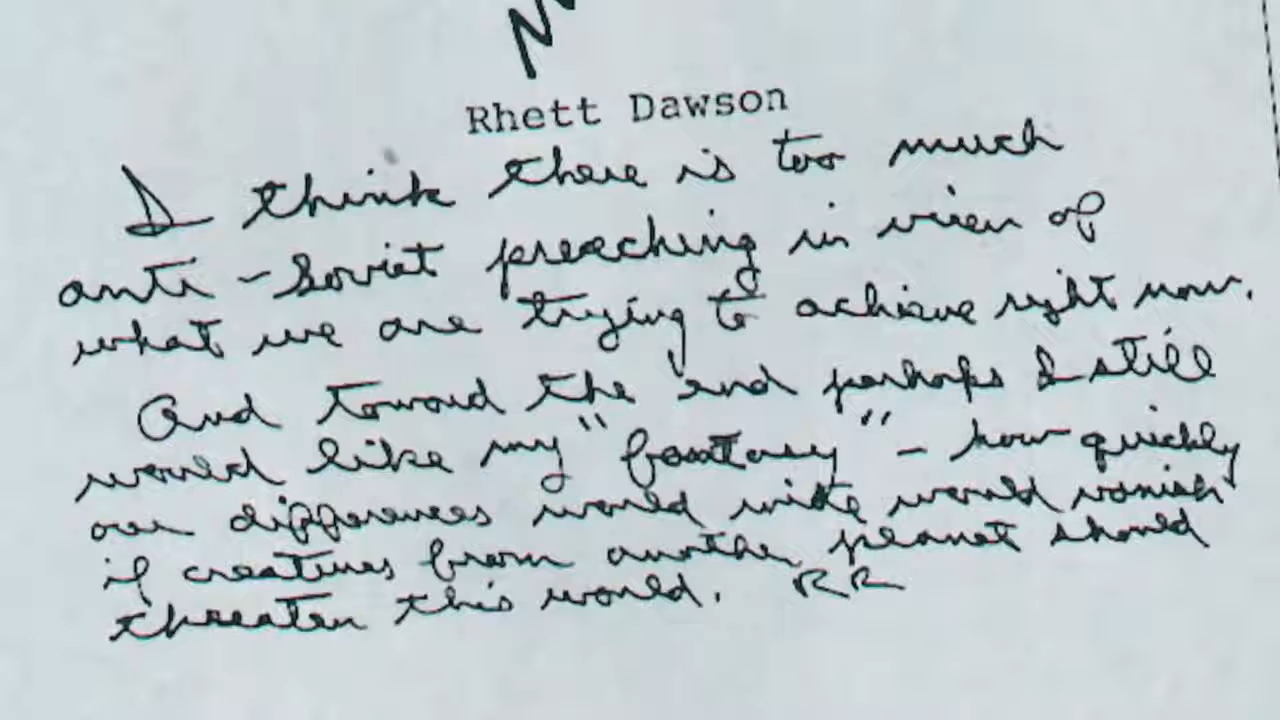 Rhett Dawson
I think there is too much
anti-Soviet preaching in view of
what we are trying to achieve right now.
And toward the end perhaps I still
would like my "fantasy" - how quickly
our differences world wide would vanish
if creatures from another planet should
threaten this world. RR